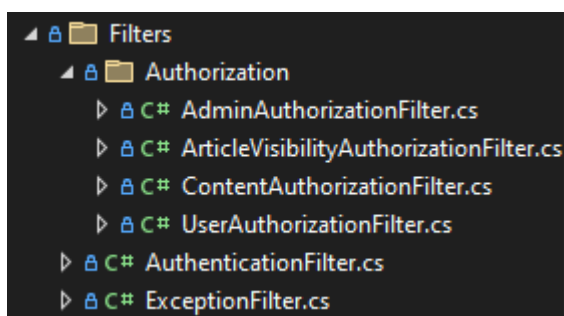 Filters
Authorization
C# AdminAuthorizationFilter.cs
C# ArticleVisibilityAuthorizationFilter.cs
C# ContentAuthorizationFilter.cs
C# UserAuthorizationFilter.cs
C# AuthenticationFilter.cs
C# ExceptionFilter.cs